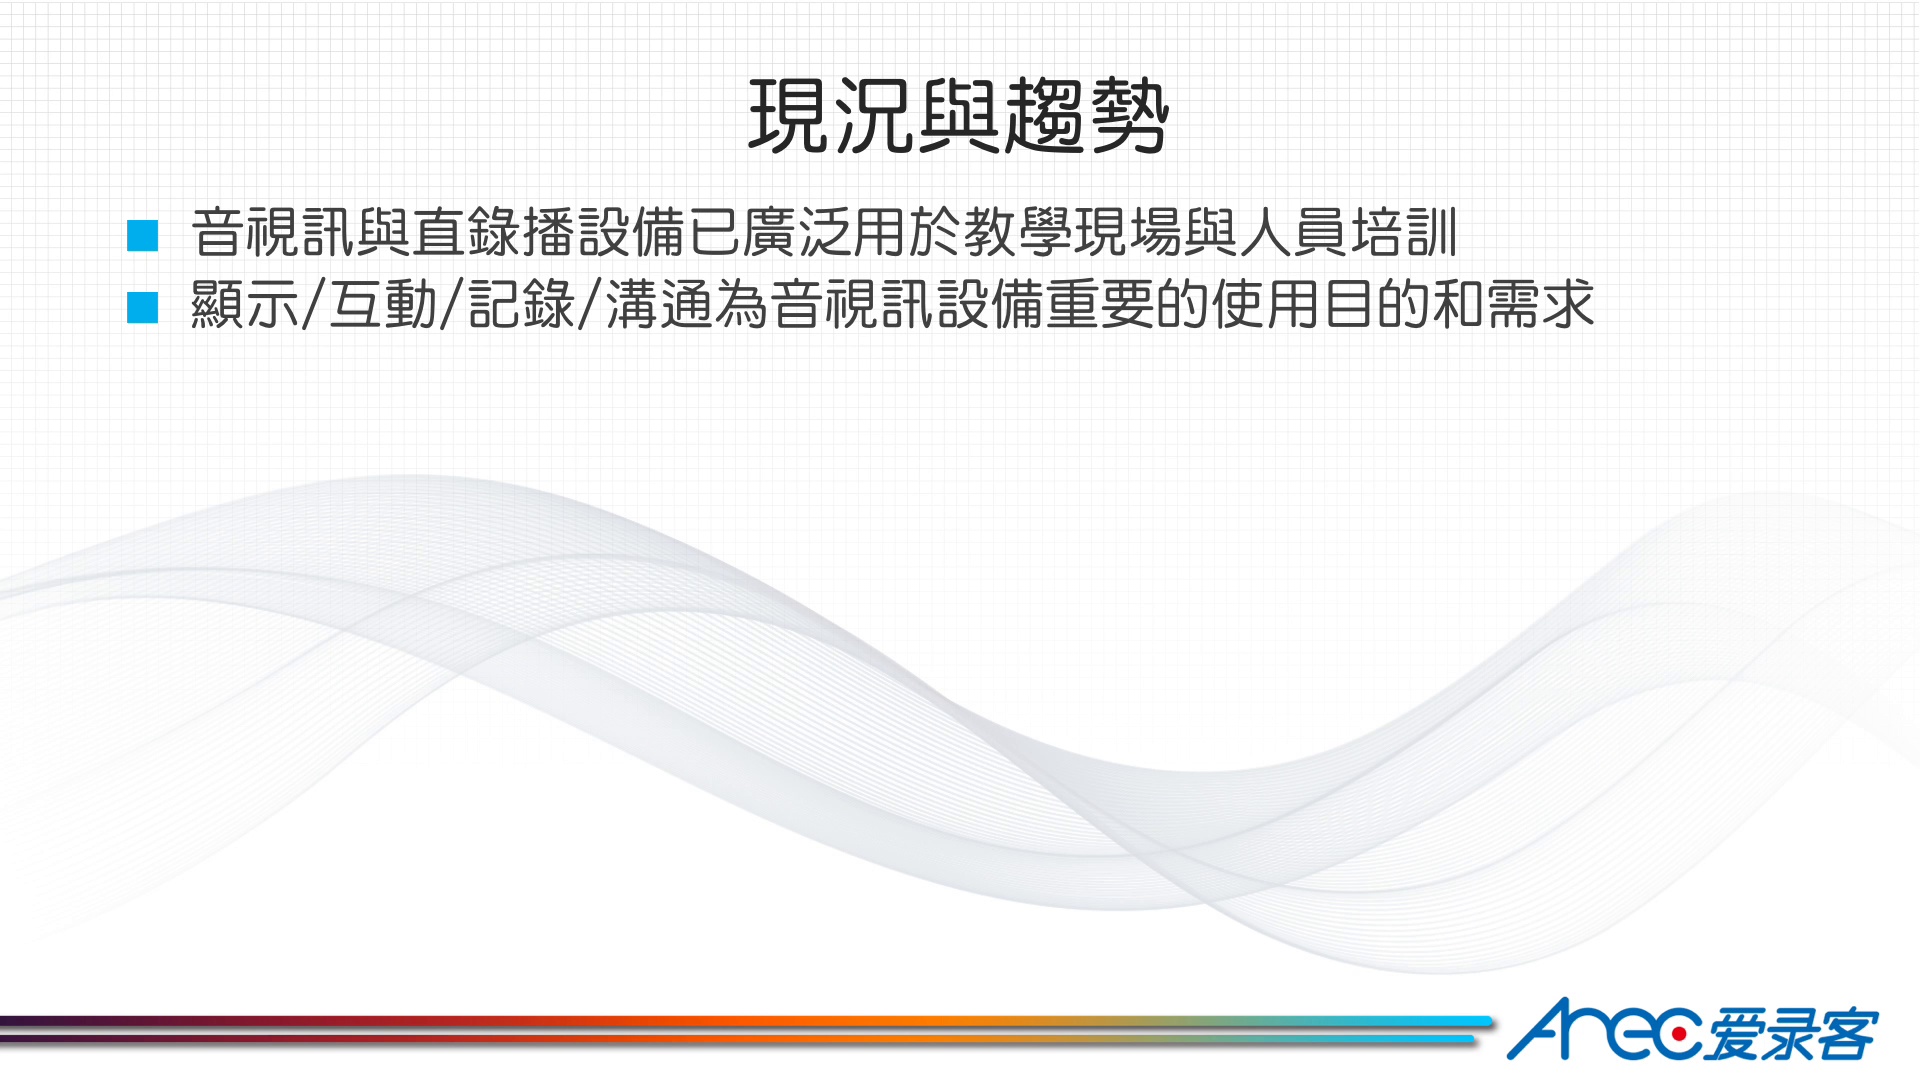 現況與趨勢
音視訊與直錄播設備已廣泛用於教學現場與人員培訓
顯示/互動/記錄/溝通為音視訊設備重要的使用目的和需求
Arec爱录客